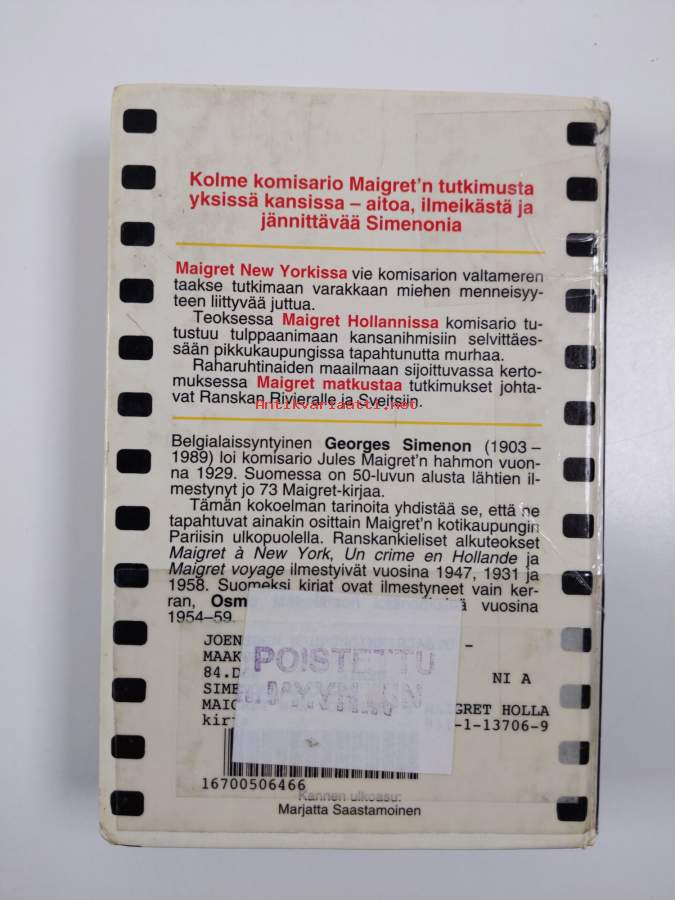 Kolme komisario Maigret'n tutkimusta
yksissä kansissa – aitoa, ilmeikästä ja
jännittävää Simenonia
Maigret New Yorkissa vie komisarion valtameren
taakse tutkimaan varakkaan miehen menneisyy-
teen liittyvää juttua.
Teoksessa Maigret Hollannissa komisario tu-
tustuu tulppaanimaan kansanihmisiin selvittäes-
sään pikkukaupungissa tapahtunutta murhaa.
Raharuhtinaiden maailmaan sijoittuvassa kerto-
muksessa Maigret matkustaa tutkimukset johta-
vat Ranskan Rivieralle ja Sveitsiin.
Antikvariaatti.net
Belgialaissyntyinen Georges Simenon (1903–
1989) loi komisario Jules Maigret'n hahmon vuon-
na 1929. Suomessa on 50-luvun alusta lähtien il-
mestynyt jo 73 Maigret-kirjaa.
Tämän kokoelman tarinoita yhdistää se, että ne
tapahtuvat ainakin osittain Maigret'n kotikaupungin
Pariisin ulkopuolella. Ranskankieliset alkuteokset
Maigret à New York, Un crime en Hollande ja
Maigret voyage ilmestyivät vuosina 1947, 1931 ja
1958. Suomeksi kirjat ovat ilmestyneet vain ker-
ran, vuosina
1954–59.
JOEN -
MAAK
84.D NI A
SIME
MAIG GRET HOLLA
kir 1-13706-9
POISTETTU
16700506466
Kannen ulkoasu:
Marjatta Saastamoinen